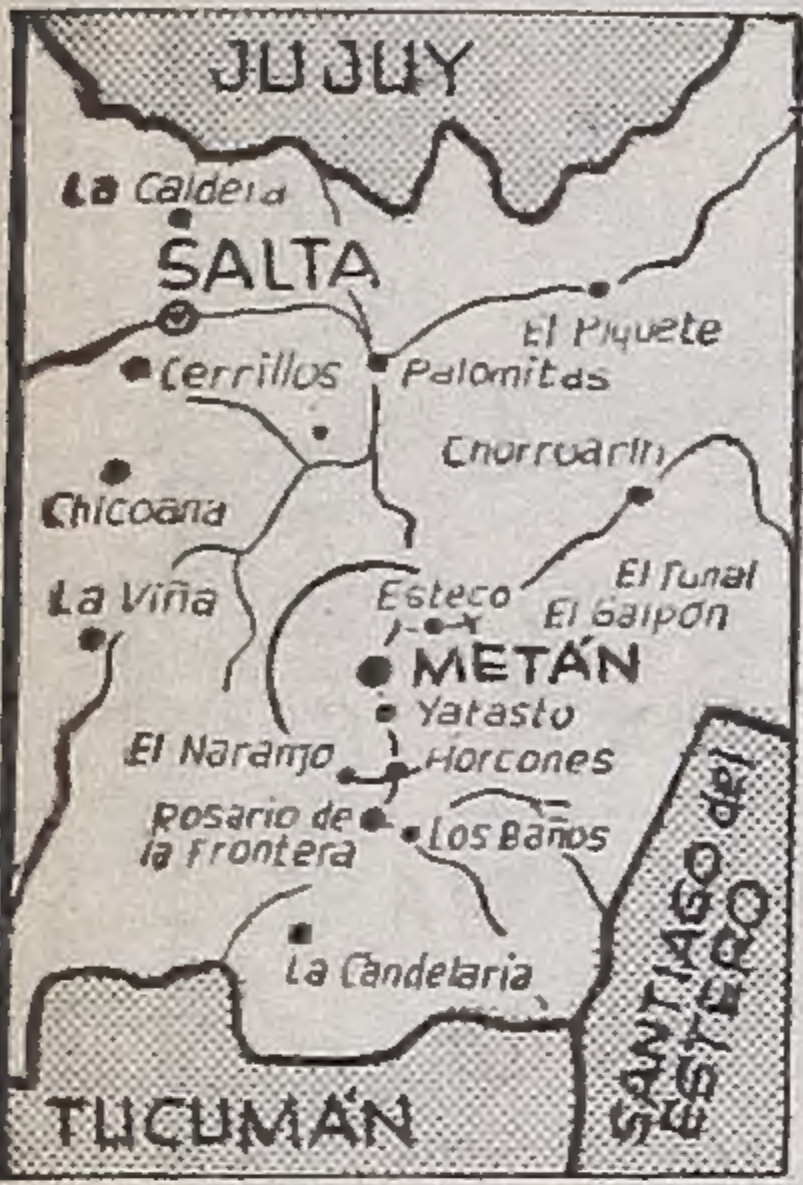 JUJUY
La Caldera
SALTA
El Piquete
Cerrillos
Palomitas
Chorroarin
Chicoana
El Tunal
La Viña
Esteco
El Galpón
METÁN
Yatasto
El Naranjo
Horcones
Rosario de
la Frontera
Los Baños
La Candelaria
SANTIAGO del
ESTERO
TUCUMÁN